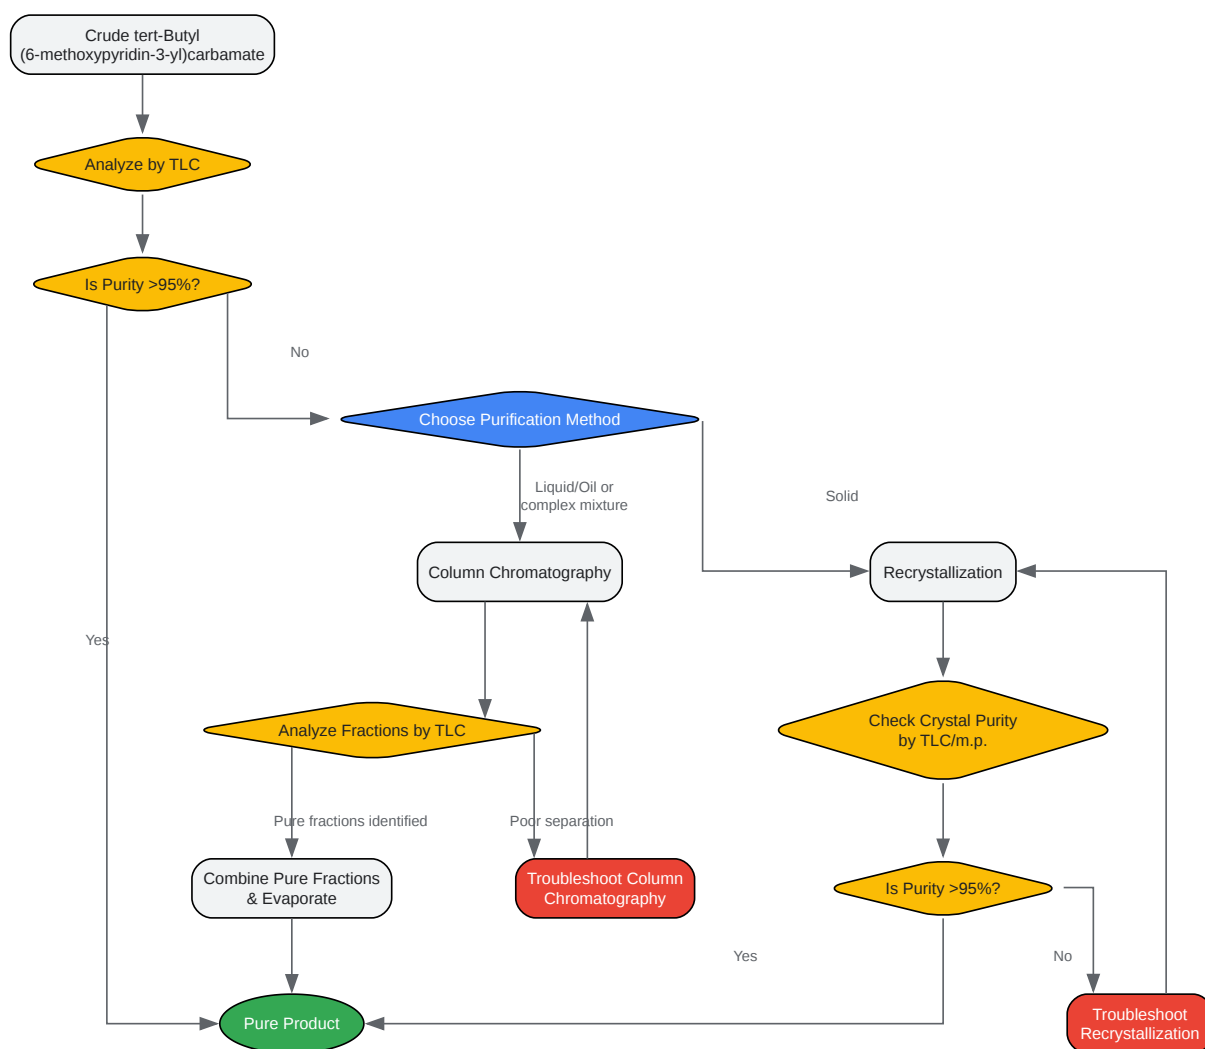 Crude tert-Butyl
(6-methoxypyridin-3-yl)carbamate
Analyze by TLC
Is Purity >95%?
No
Choose Purification Method
Liquid/Oil or
complex mixture
Solid
Column Chromatography
Recrystallization
Yes
Analyze Fractions by TLC
Check Crystal Purity
by TLC/m.p.
Pure fractions identified
Poor separation
Combine Pure Fractions
& Evaporate
Troubleshoot Column
Chromatography
Is Purity >95%?
Yes
No
Pure Product
Troubleshoot
Recrystallization